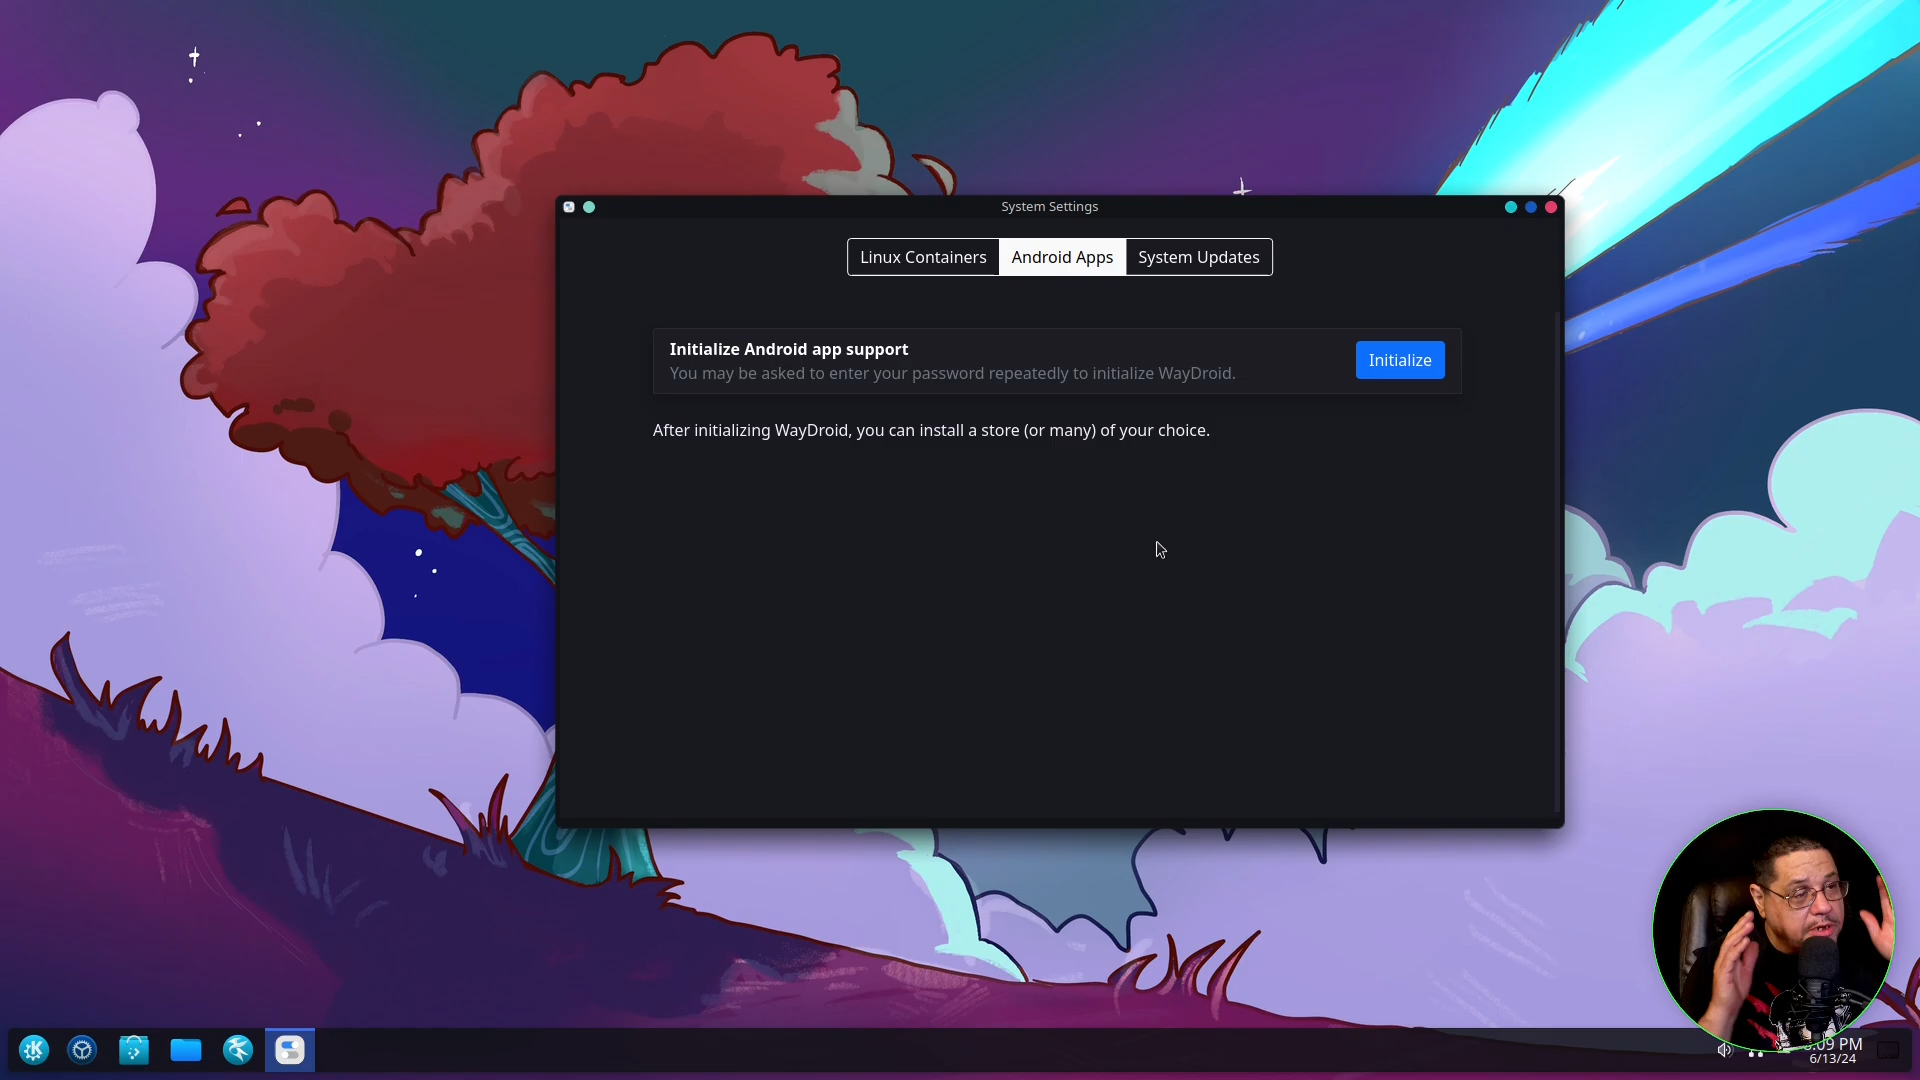 System Settings
Linux Containers
Android Apps
System Updates
Initialize Android app support
You may be asked to enter your password repeatedly to initialize WayDroid.
Initialize
After initializing WayDroid, you can install a store (or many) of your choice.
:09 PM
6/13/24